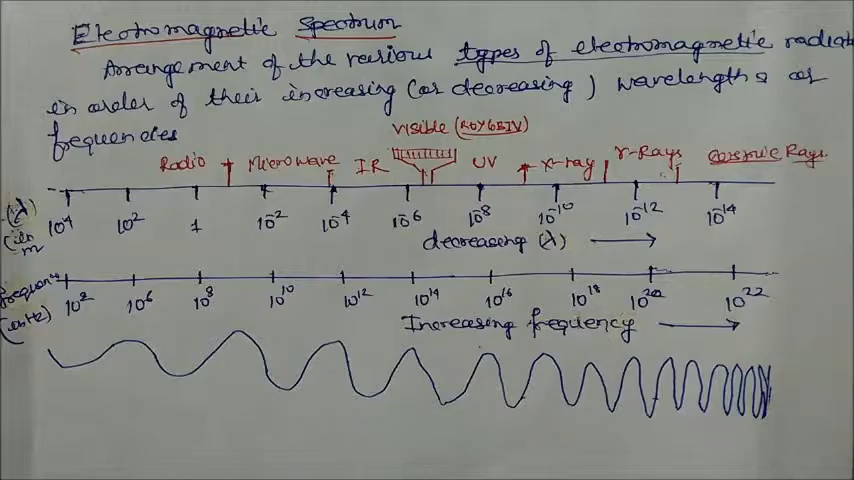 Electromagnetic Spectrum
Arrangement of the various types of electromagnetic radiat
in order of their increasing (or decreasing) wavelengths or
frequencies
Visible (ROYGBIV)
Radio Microwave IR UV X-ray γ-Rays Cosmic Rays
(λ) (in m) 10⁴ 10² 1 10⁻² 10⁻⁴ 10⁻⁶ 10⁻⁸ 10⁻¹⁰ 10⁻¹² 10⁻¹⁴
decreasing (λ) →
frequency (in Hz) 10² 10⁶ 10⁸ 10¹⁰ 10¹² 10¹⁴ 10¹⁶ 10¹⁸ 10²⁰ 10²²
Increasing frequency →